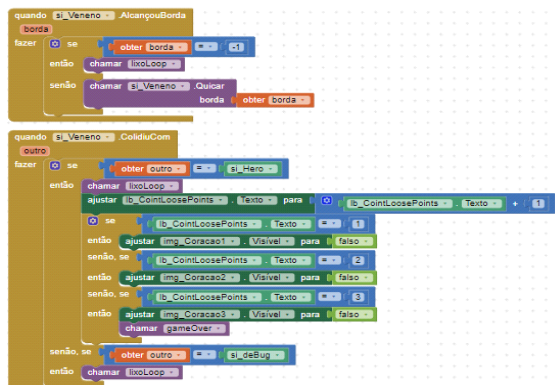 quando si_Veneno .AlcançouBorda
borda
fazer se obter borda = -1
então chamar lixoLoop
senão chamar si_Veneno .Quicar
borda obter borda
quando si_Veneno .ColidiuCom
outro
fazer se obter outro = si_Hero
então chamar lixoLoop
ajustar lb_CointLoosePoints . Texto para lb_CointLoosePoints . Texto + 1
se lb_CointLoosePoints . Texto = 1
então ajustar img_Coracao1 . Visível para falso
senão, se lb_CointLoosePoints . Texto = 2
então ajustar img_Coracao2 . Visível para falso
senão, se lb_CointLoosePoints . Texto = 3
então ajustar img_Coracao3 . Visível para falso
chamar gameOver
senão, se obter outro = si_deBug
então chamar lixoLoop